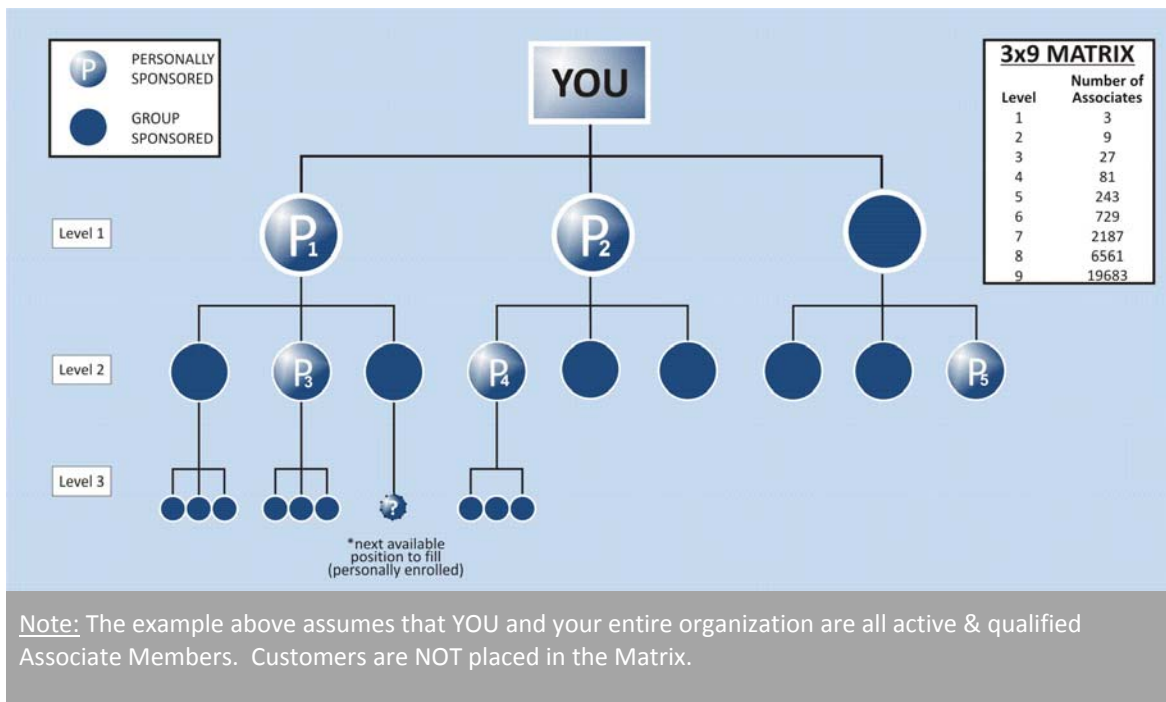 P
PERSONALLY
SPONSORED
GROUP
SPONSORED
YOU
3x9 MATRIX
Level Number of Associates
1 3
2 9
3 27
4 81
5 243
6 729
7 2187
8 6561
9 19683
Level 1
P1
P2
Level 2
P3
P4
P5
Level 3
?
*next available
position to fill
(personally enrolled)
Note: The example above assumes that YOU and your entire organization are all active & qualified
Associate Members. Customers are NOT placed in the Matrix.